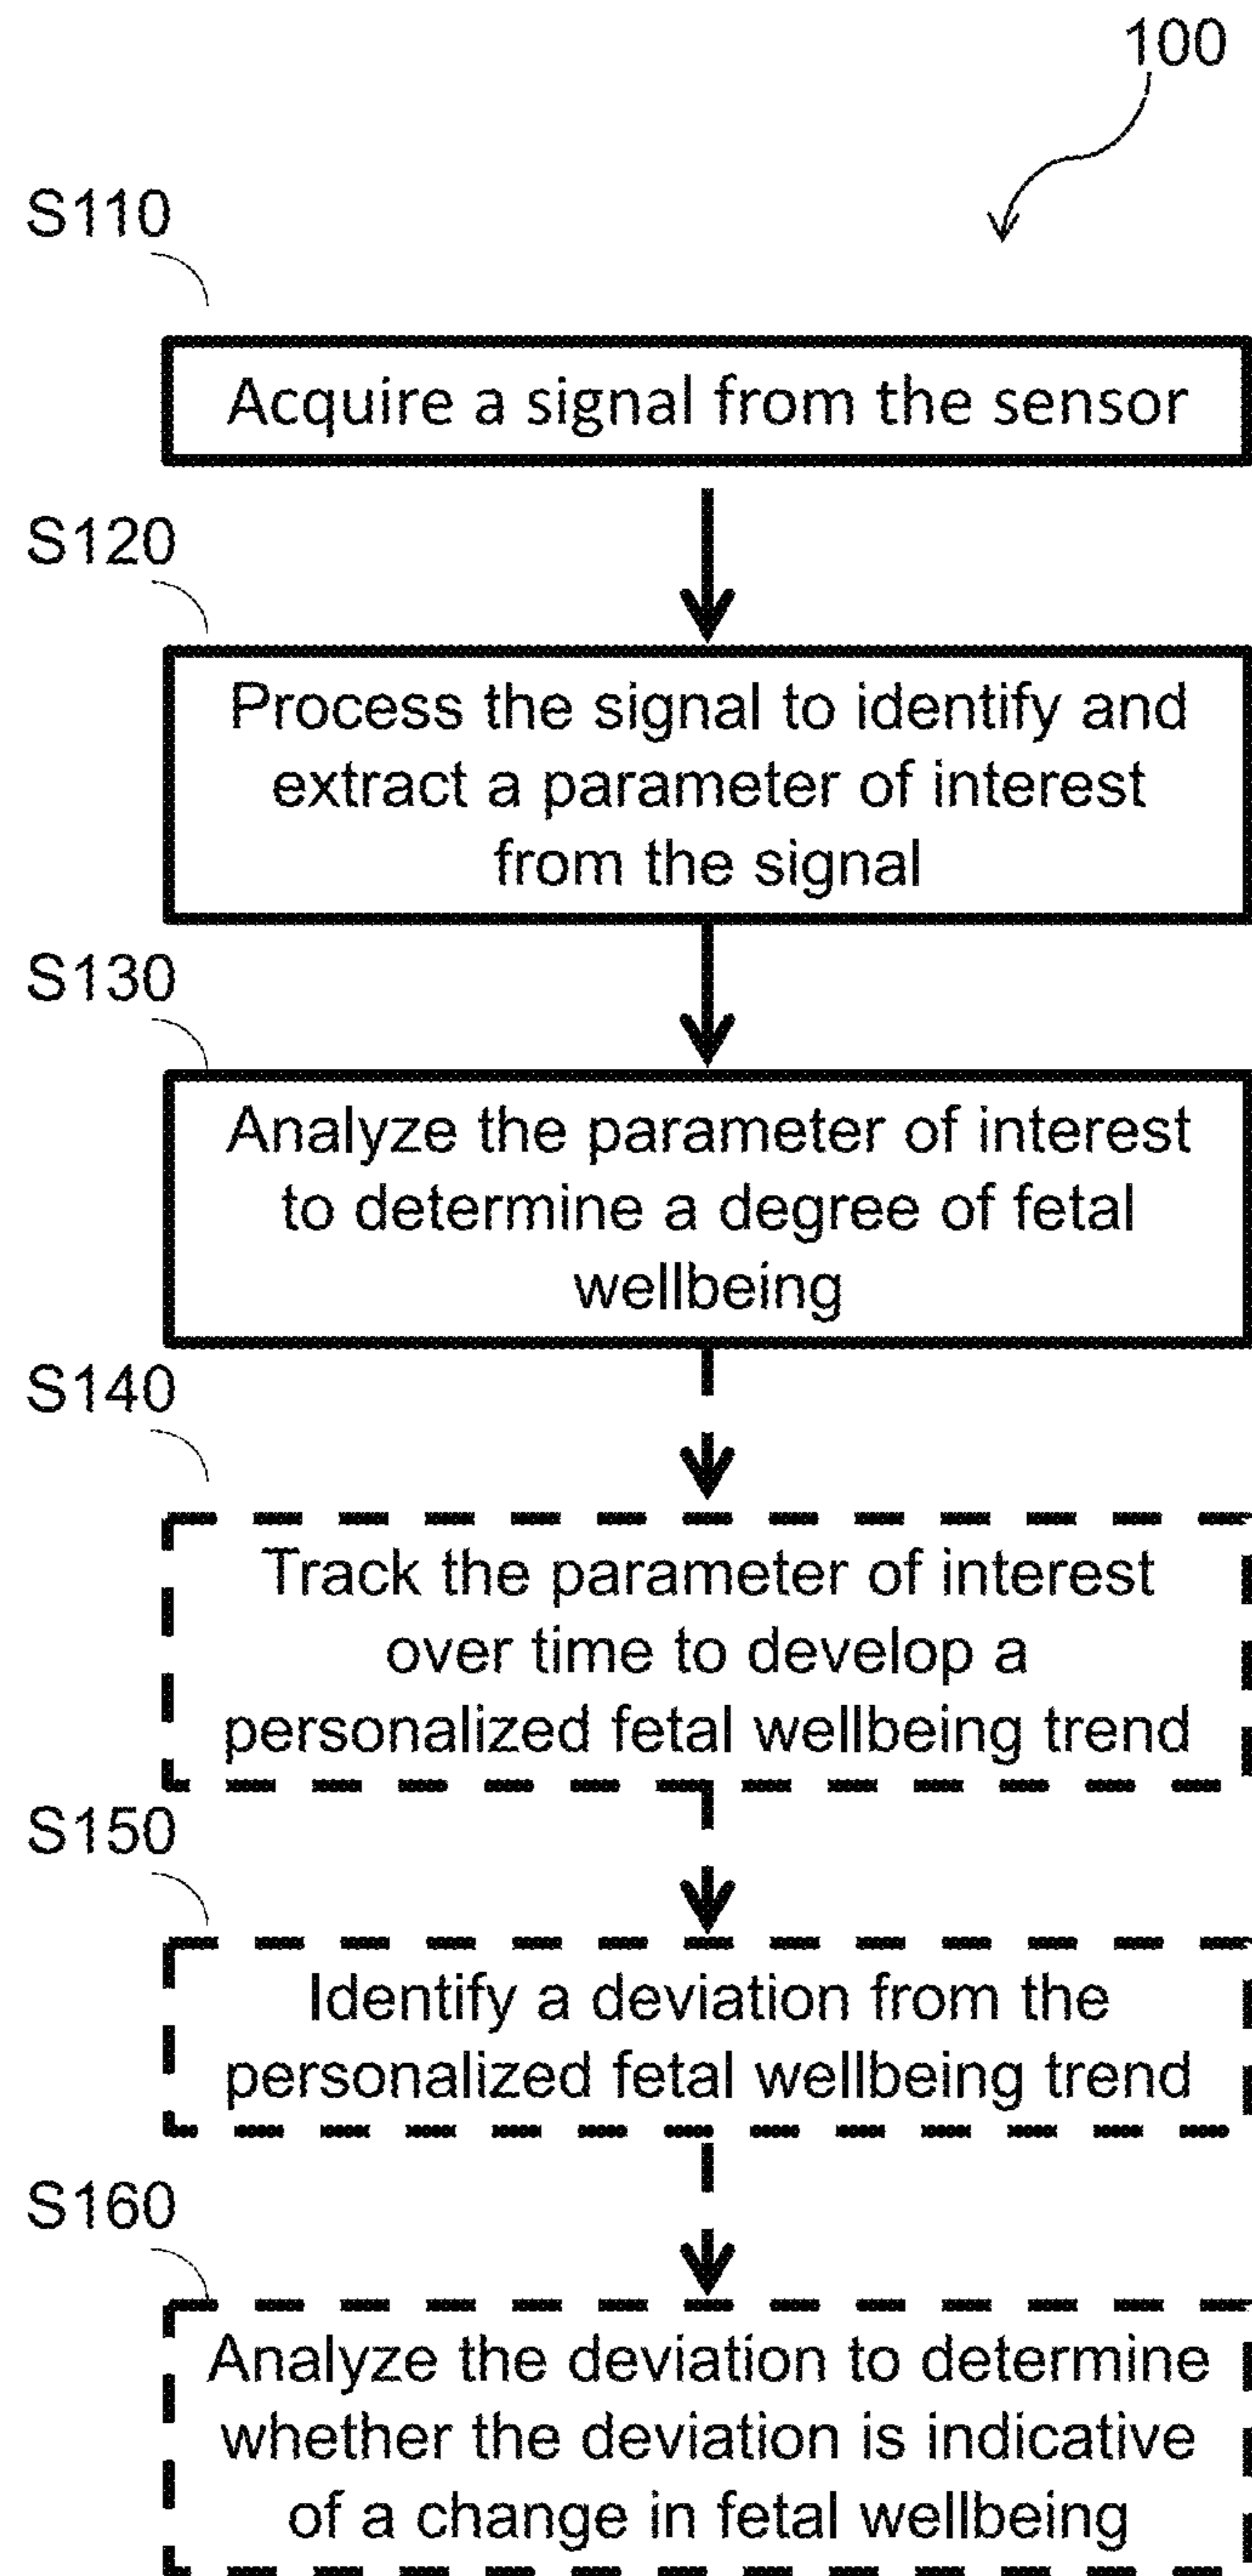 100
S110
Acquire a signal from the sensor
S120
Process the signal to identify and
extract a parameter of interest
from the signal
S130
Analyze the parameter of interest
to determine a degree of fetal
wellbeing
S140
Track the parameter of interest
over time to develop a
personalized fetal wellbeing trend
S150
Identify a deviation from the
personalized fetal wellbeing trend
S160
Analyze the deviation to determine
whether the deviation is indicative
of a change in fetal wellbeing